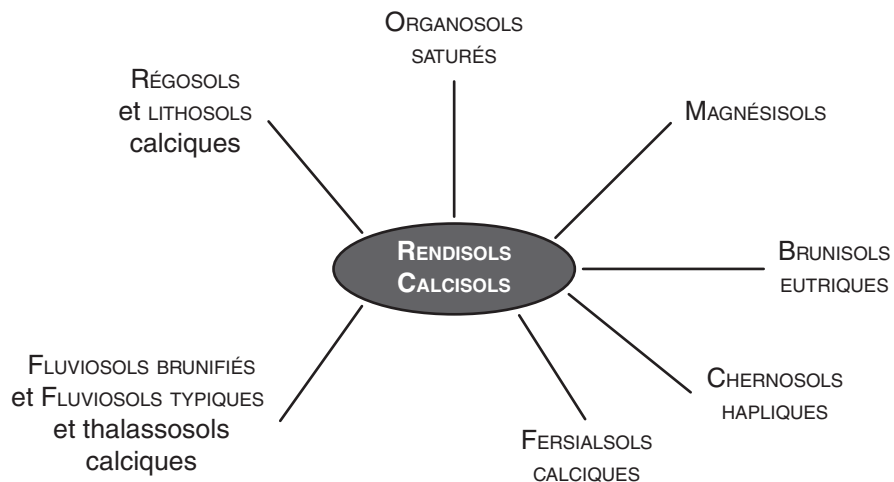 ORGANOSOLS
SATURÉS
RÉGOSOLS
et LITHOSOLS
calciques
MAGNÉSISOLS
RENDISOLS
CALCISOLS
BRUNISOLS
EUTRIQUES
FLUVIOSOLS BRUNIFIÉS
et FLUVIOSOLS TYPIQUES
et thalassosols
calciques
CHERNOSOLS
HAPLIQUES
FERSIALSOLS
CALCIQUES